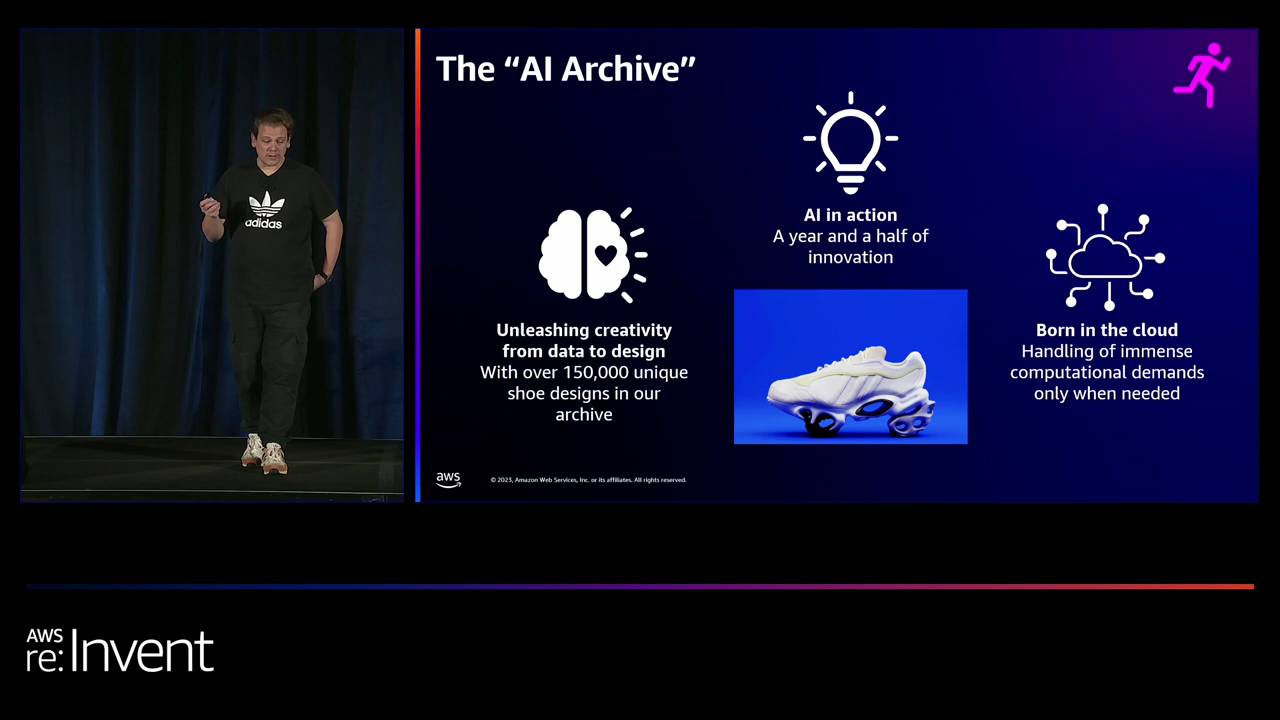 The “AI Archive”
adidas
AI in action
A year and a half of
innovation
Unleashing creativity
from data to design
With over 150,000 unique
shoe designs in our
archive
Born in the cloud
Handling of immense
computational demands
only when needed
aws
© 2023, Amazon Web Services, Inc. or its affiliates. All rights reserved.
AWS
re:Invent